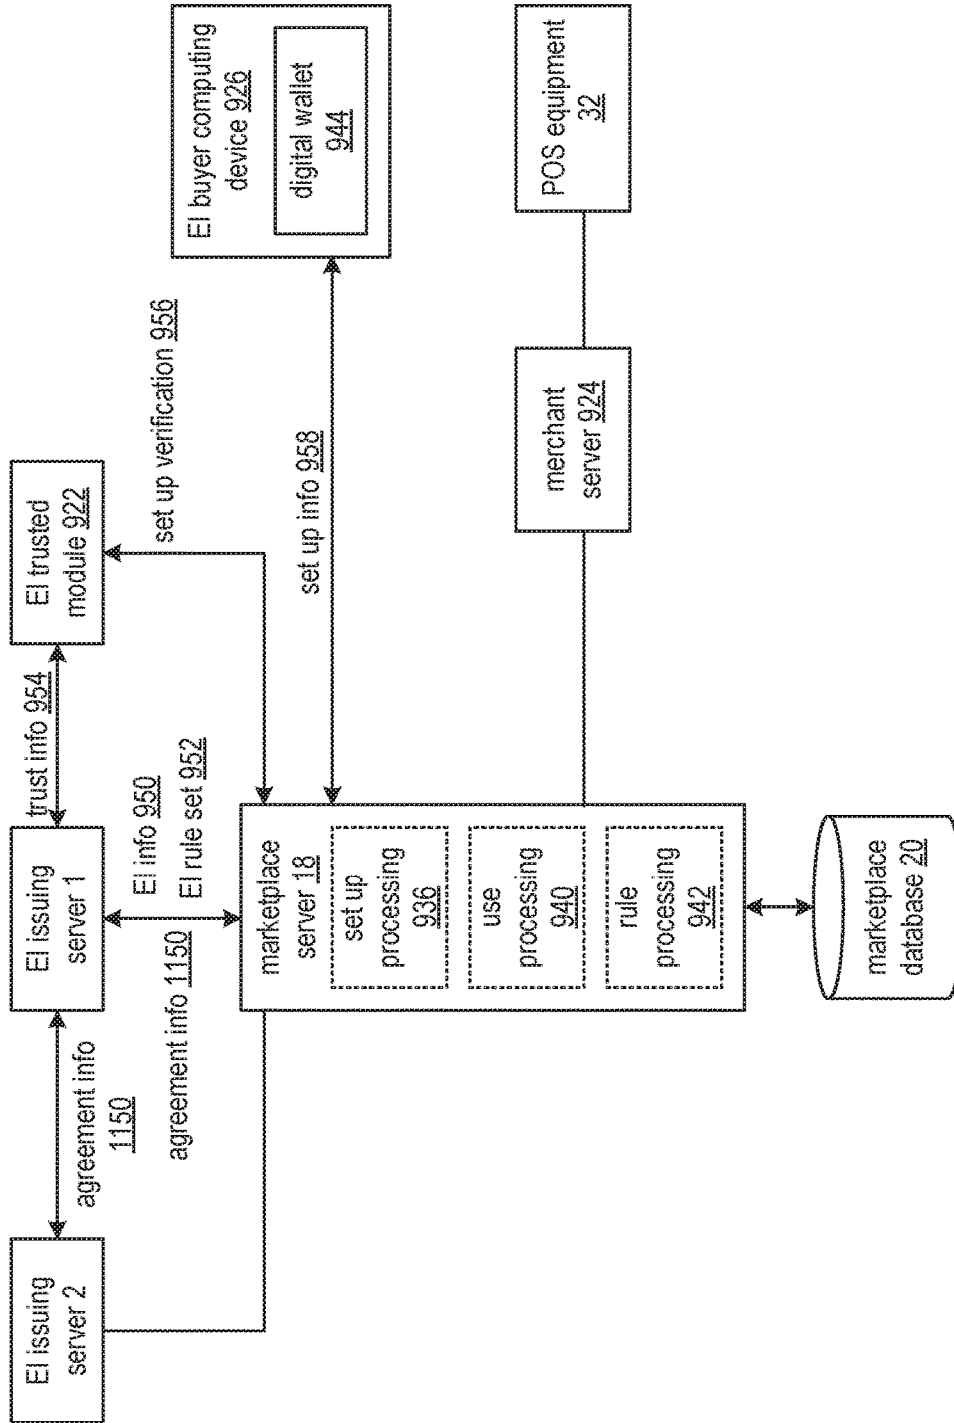 EI issuing
server 2
agreement info
1150
EI issuing
server 1
trust info 954
EI trusted
module 922
agreement info 1150
EI info 950
EI rule set 952
set up verification 956
marketplace
server 18
set up
processing
936
use
processing
940
rule
processing
942
set up info 958
EI buyer computing
device 926
digital wallet
944
merchant
server 924
POS equipment
32
marketplace
database 20